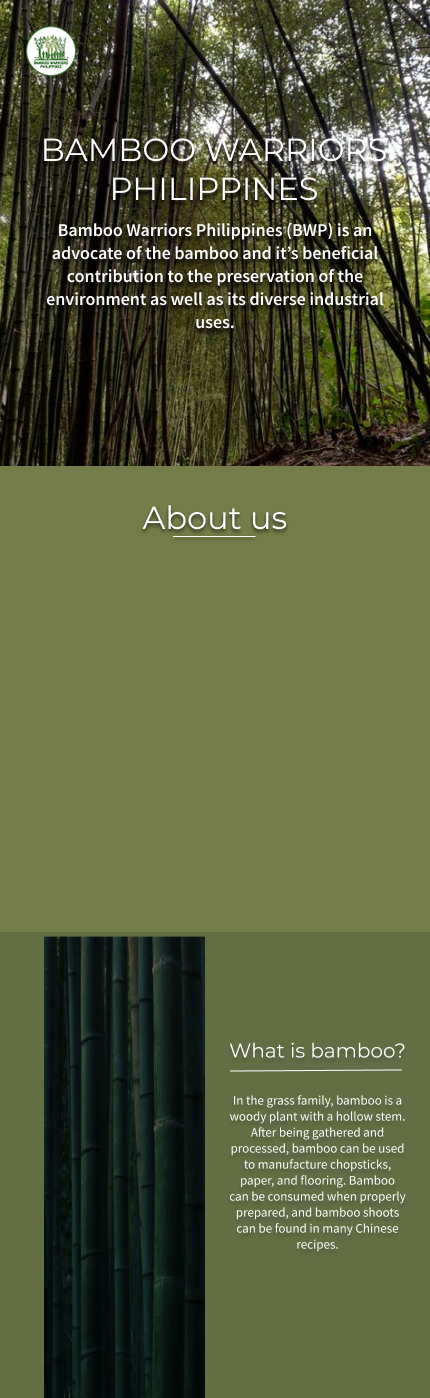 BAMBOO WARRIORS
PHILIPPINES
BAMBOO WARRIORS
PHILIPPINES
Bamboo Warriors Philippines (BWP) is an
advocate of the bamboo and it's beneficial
contribution to the preservation of the
environment as well as its diverse industrial
uses.
About us
What is bamboo?
In the grass family, bamboo is a
woody plant with a hollow stem.
After being gathered and
processed, bamboo can be used
to manufacture chopsticks,
paper, and flooring. Bamboo
can be consumed when properly
prepared, and bamboo shoots
can be found in many Chinese
recipes.